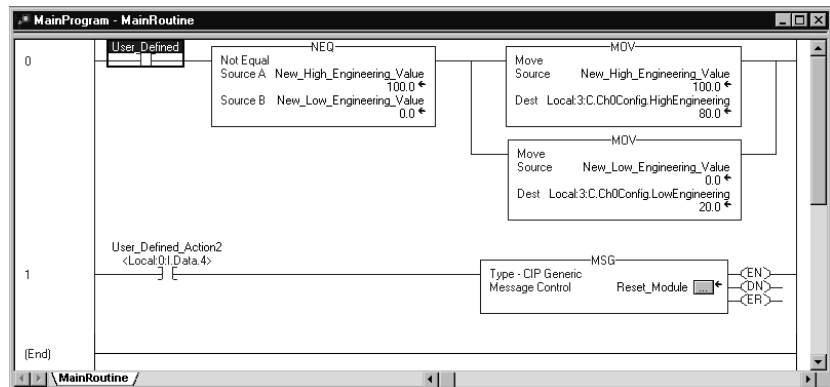 MainProgram - MainRoutine
0
User_Defined
NEQ
Not Equal
Source A New_High_Engineering_Value
100.0
Source B New_Low_Engineering_Value
0.0
MOV
Move
Source New_High_Engineering_Value
100.0
Dest Local:3:C.Ch0Config.HighEngineering
80.0
MOV
Move
Source New_Low_Engineering_Value
0.0
Dest Local:3:C.Ch0Config.LowEngineering
20.0
1
User_Defined_Action2
<Local:0:I.Data.4>
MSG
Type - CIP Generic
Message Control Reset_Module ...
EN
DN
ER
(End)
MainRoutine